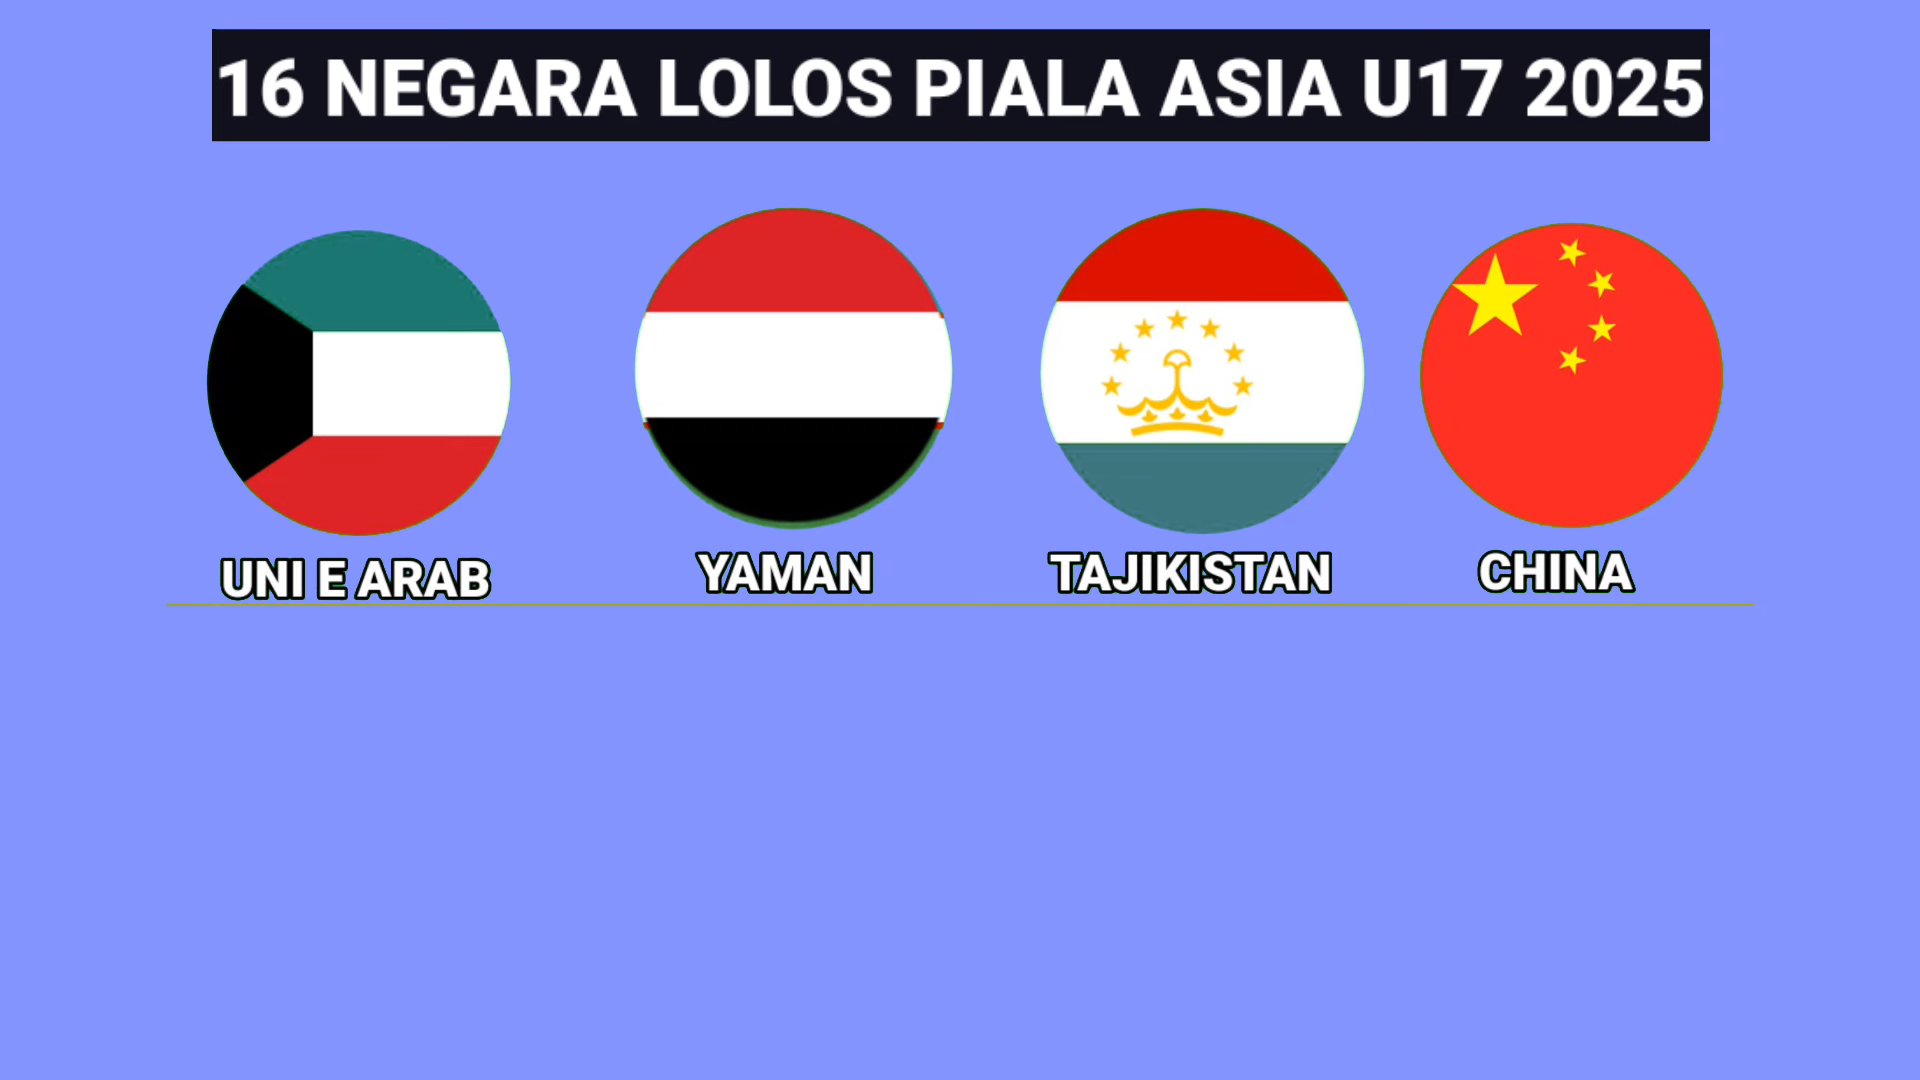 16 NEGARA LOLOS PIALA ASIA U17 2025
UNI E ARAB
YAMAN
TAJIKISTAN
CHINA